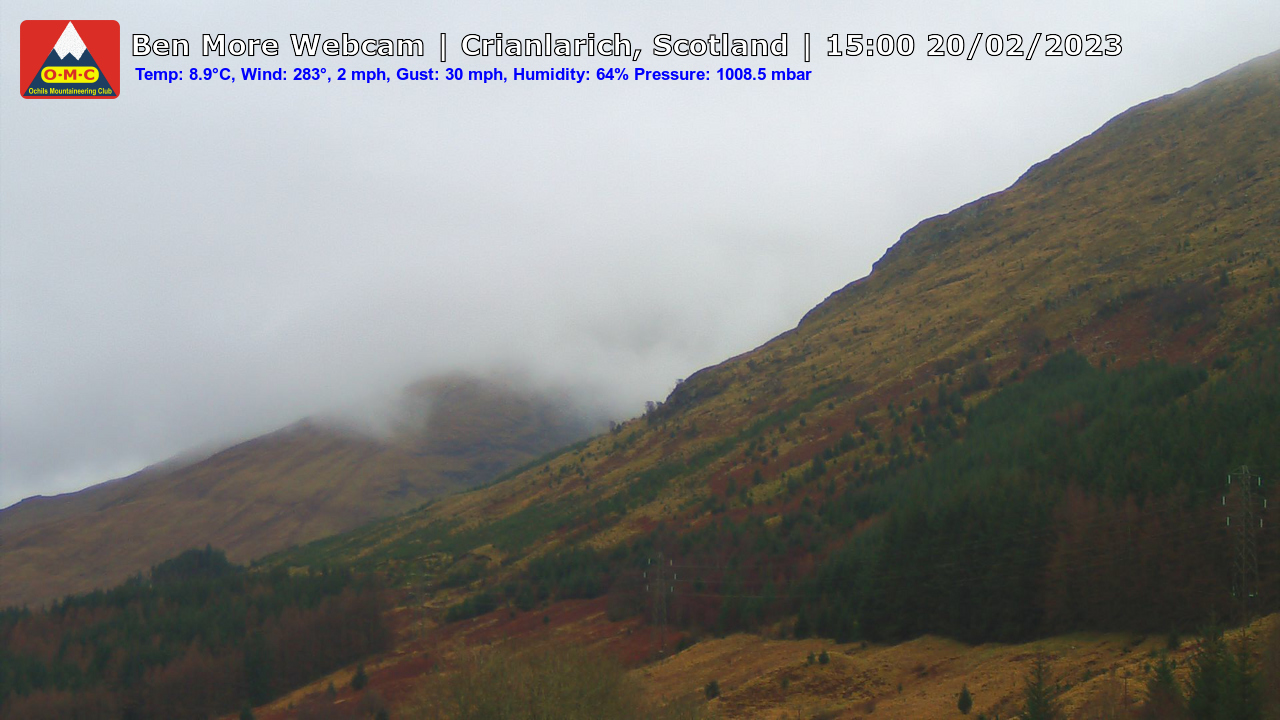 Ben More Webcam | Crianlarich, Scotland | 15:00 20/02/2023
Temp: 8.9°C, Wind: 283°, 2 mph, Gust: 30 mph, Humidity: 64% Pressure: 1008.5 mbar
O-M-C
Ochils Mountaineering Club